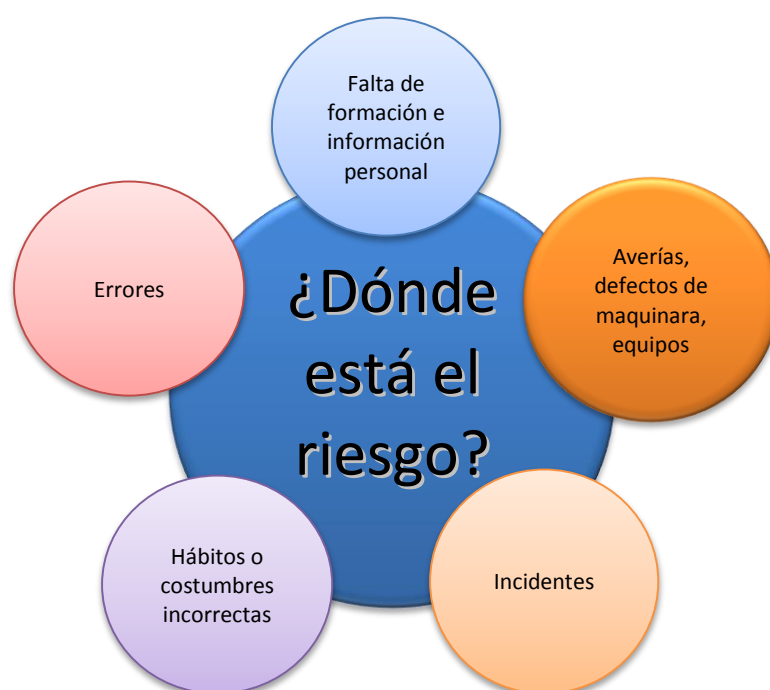 Falta de
formación e
información
personal
Errores
¿Dónde
está el
riesgo?
Averías,
defectos de
maquinara,
equipos
Hábitos o
costumbres
incorrectas
Incidentes